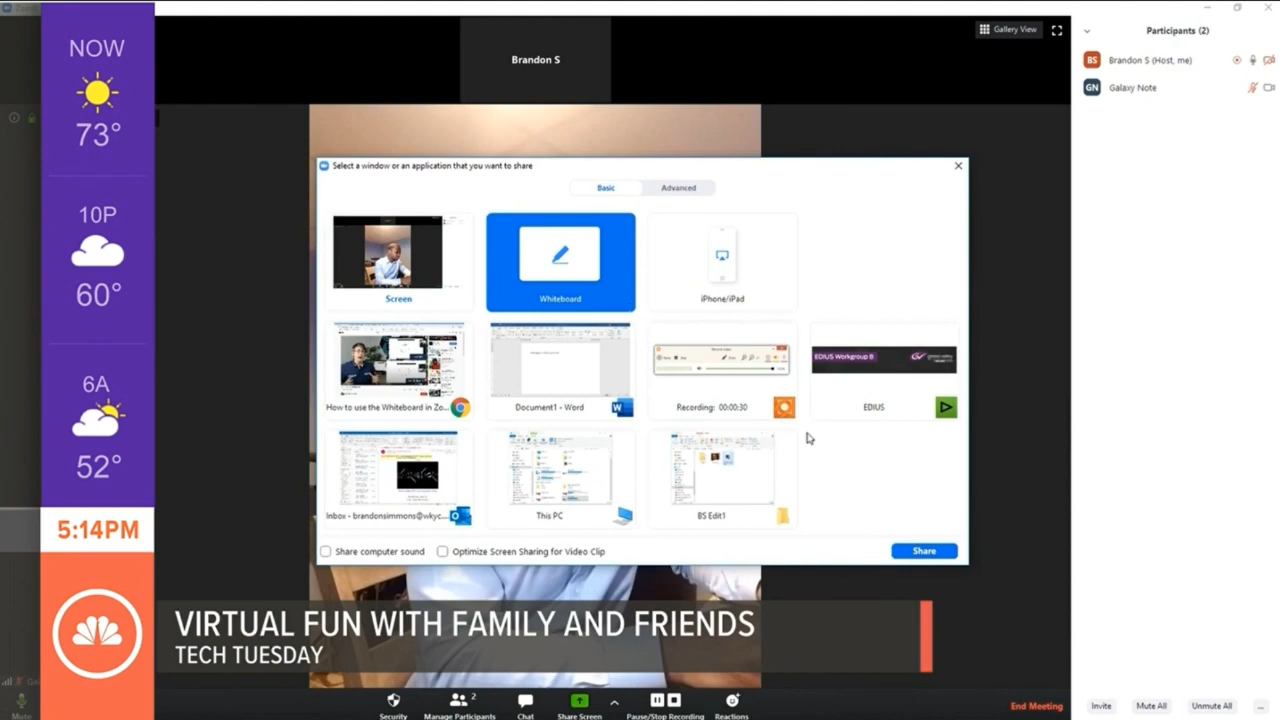 NOW
73°
10P
60°
6A
52°
5:14PM
Brandon S
Gallery View
Participants (2)
BS
Brandon S (Host, me)
GN
Galaxy Note
Select a window or an application that you want to share
Basic
Advanced
Screen
Whiteboard
iPhone/iPad
EDIUS Workgroup 8
How to use the Whiteboard in Zo...
Document1 - Word
Recording: 00:00:30
EDIUS
Inbox - brandonsimmons@wkyc...
This PC
BS Edit1
Share computer sound
Optimize Screen Sharing for Video Clip
Share
VIRTUAL FUN WITH FAMILY AND FRIENDS
TECH TUESDAY
Mute
Security
2
Manage Participants
Chat
Share Screen
Pause/Stop Recording
Reactions
End Meeting
Invite
Mute All
Unmute All
...